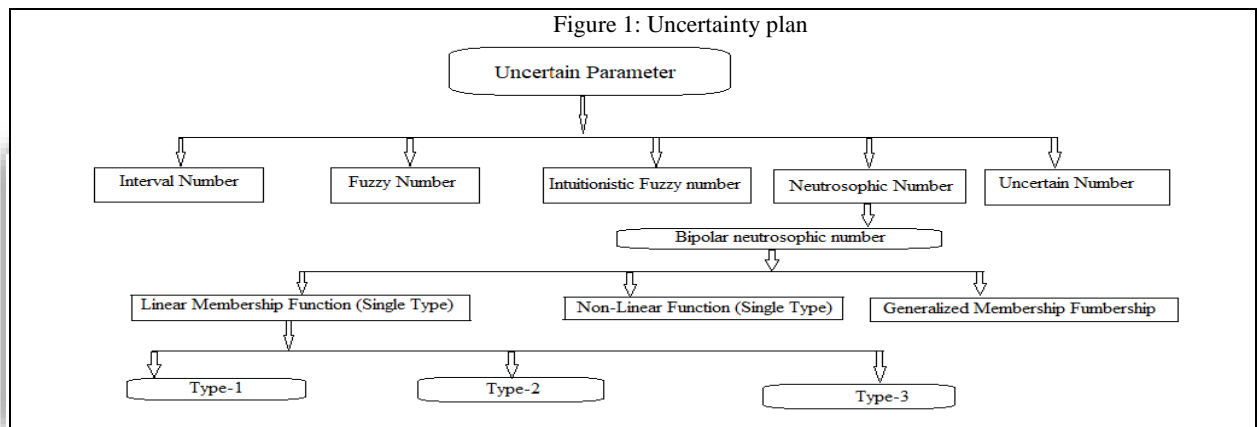 Figure 1: Uncertainty plan
Uncertain Parameter
Interval Number
Fuzzy Number
Intuitionistic Fuzzy number
Neutrosophic Number
Uncertain Number
Bipolar neutrosophic number
Linear Membership Function (Single Type)
Non-Linear Function (Single Type)
Generalized Membership Fumbership
Type-1
Type-2
Type-3